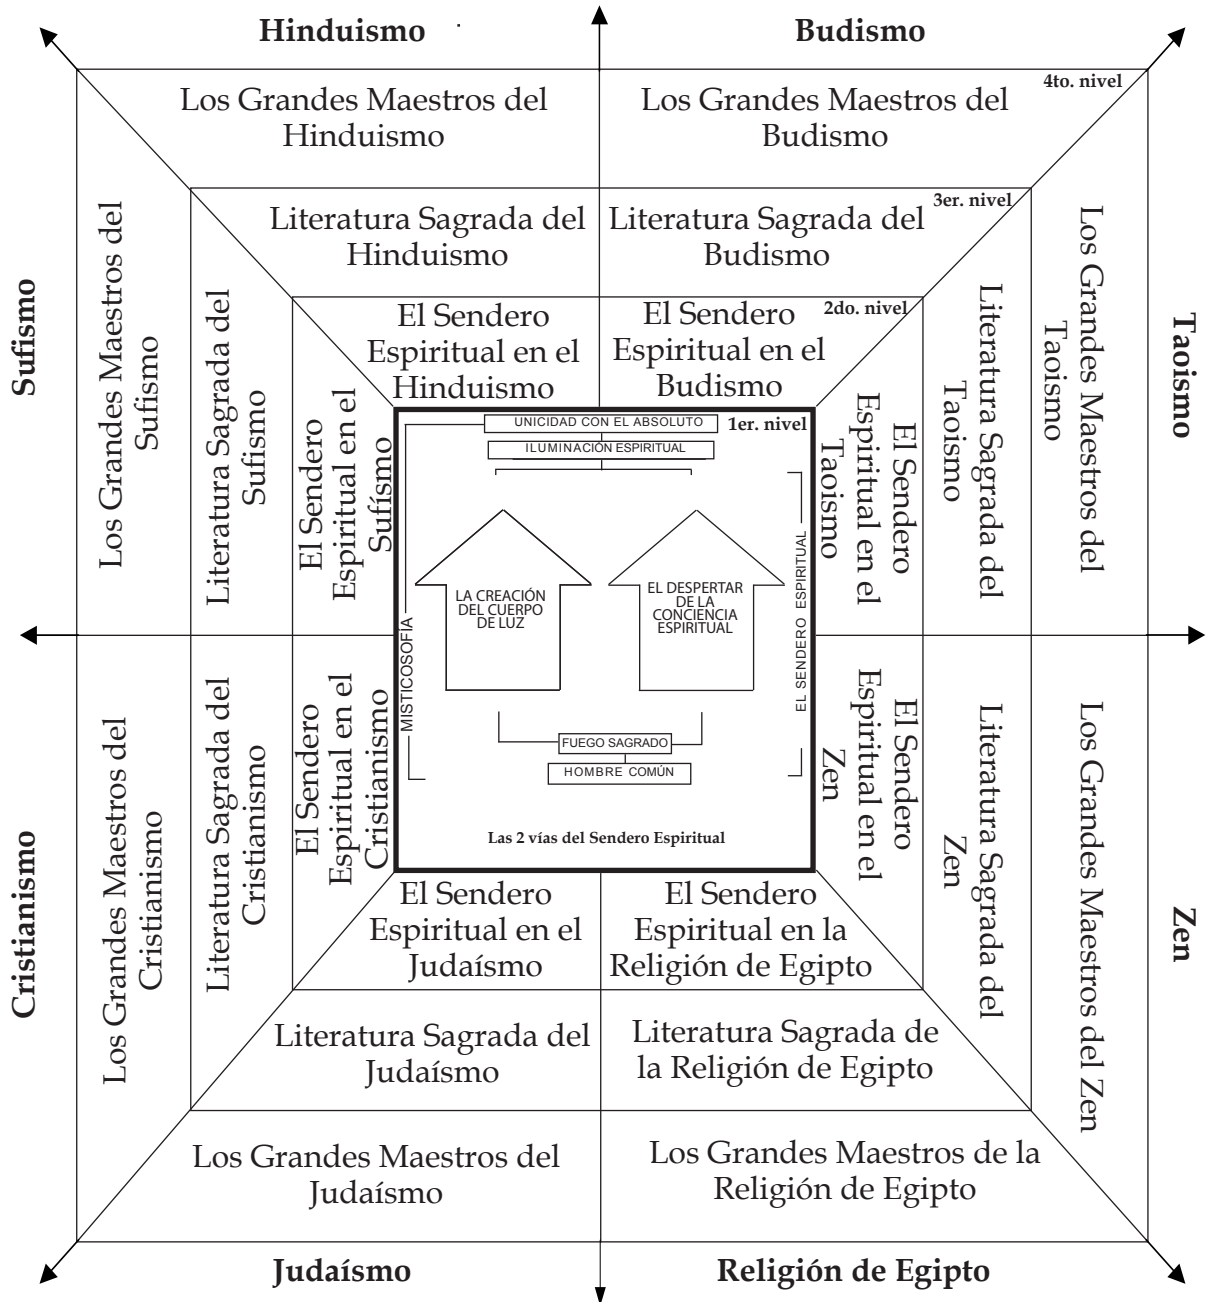 Hinduismo
Budismo
4to. nivel
Los Grandes Maestros del
Hinduismo
Los Grandes Maestros del
Budismo
3er. nivel
Literatura Sagrada del
Hinduismo
Literatura Sagrada del
Budismo
2do. nivel
El Sendero
Espiritual en el
Hinduismo
El Sendero
Espiritual en el
Budismo
Sufismo
Los Grandes Maestros del
Sufismo
Literatura Sagrada del
Sufismo
El Sendero
Espiritual en el
Sufísmo
1er. nivel
UNICIDAD CON EL ABSOLUTO
ILUMINACIÓN ESPIRITUAL
LA CREACIÓN
DEL CUERPO
DE LUZ
EL DESPERTAR
DE LA
CONCIENCIA
ESPIRITUAL
MISTICOSOFÍA
EL SENDERO ESPIRITUAL
FUEGO SAGRADO
HOMBRE COMÚN
Las 2 vías del Sendero Espiritual
El Sendero
Espiritual en el
Taoismo
Literatura Sagrada del
Taoismo
Los Grandes Maestros del
Taoismo
Taoismo
Cristianismo
Los Grandes Maestros del
Cristianismo
Literatura Sagrada del
Cristianismo
El Sendero
Espiritual en el
Cristianismo
El Sendero
Espiritual en el
Zen
Literatura Sagrada del
Zen
Los Grandes Maestros del Zen
Zen
El Sendero
Espiritual en el
Judaísmo
El Sendero
Espiritual en la
Religión de Egipto
Literatura Sagrada del
Judaísmo
Literatura Sagrada de
la Religión de Egipto
Los Grandes Maestros del
Judaísmo
Los Grandes Maestros de la
Religión de Egipto
Judaísmo
Religión de Egipto